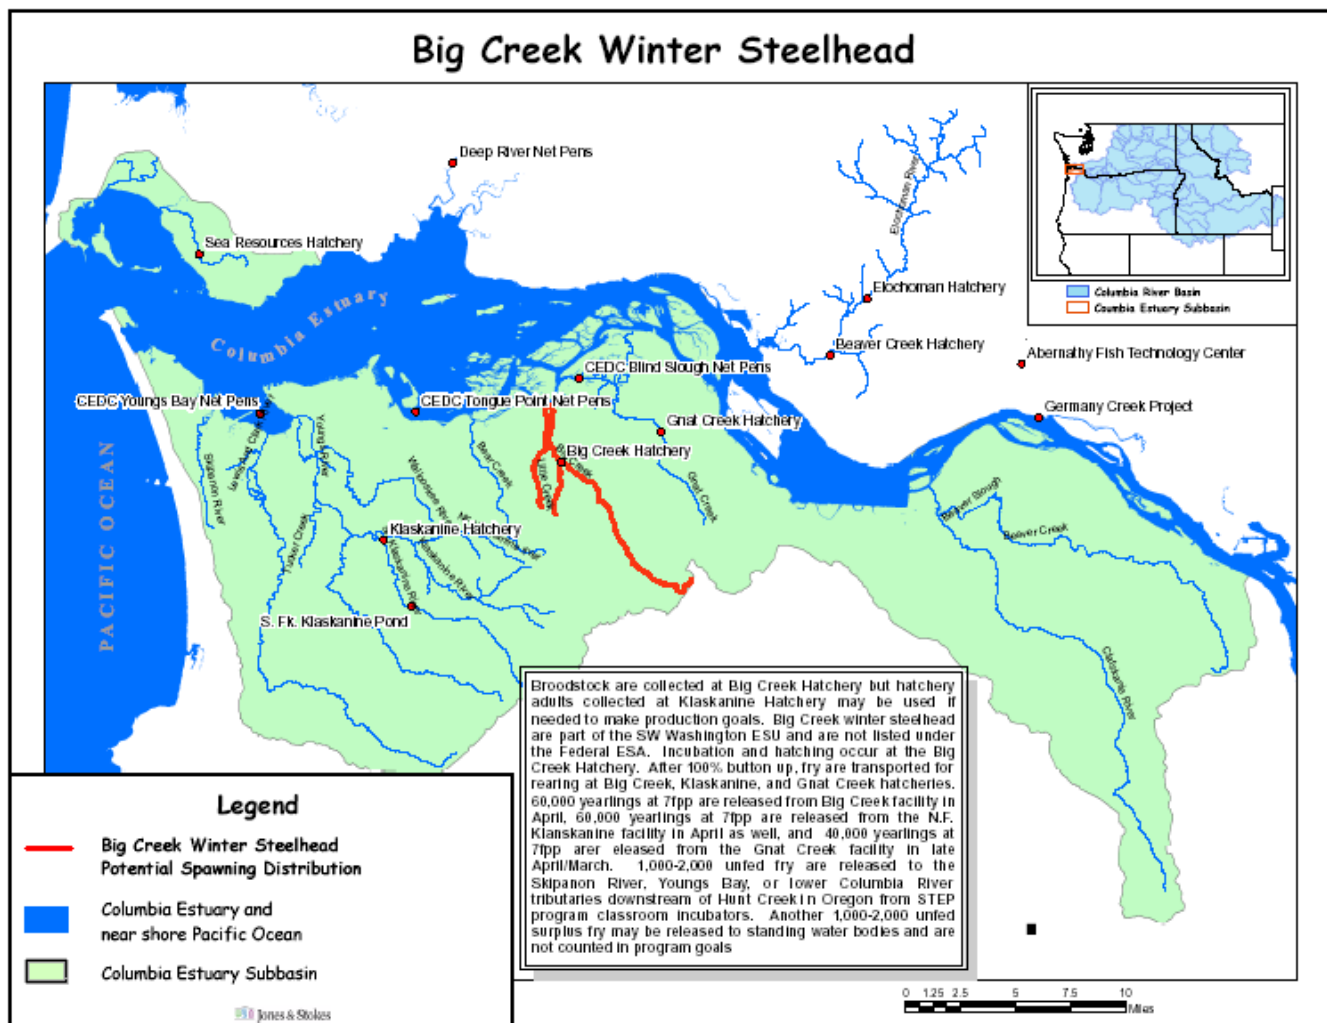 Big Creek Winter Steelhead
Deep River Net Pens
Sea Resources Hatchery
Columbia Estuary
Elochoman River
Elochoman Hatchery
Beaver Creek Hatchery
Columbia River Basin
Coumbia Estuary Subbasin
Abernathy Fish Technology Center
Germany Creek Project
CEDC Blind Slough Net Pens
CEDC Youngs Bay Net Pens
CEDC Tongue Point Net Pens
Gnat Creek Hatchery
Big Creek Hatchery
PACIFIC OCEAN
Skipanon River
Youngs River
Bear Creek
Little Creek
Gnat Creek
Tucker Creek
Klaskanine Hatchery
Klaskanine River
Klaskanine River
S. Fk. Klaskanine Pond
Beaver Slough
Beaver Creek
Clatskanie River
Broodstock are collected at Big Creek Hatchery but hatchery
adults collected at Klaskanine Hatchery may be used if
needed to make production goals. Big Creek winter steelhead
are part of the SW Washington ESU and are not listed under
the Federal ESA. Incubation and hatching occur at the Big
Creek Hatchery. After 100% button up, fry are transported for
rearing at Big Creek, Klaskanine, and Gnat Creek hatcheries.
60,000 yearlings at 7fpp are released from Big Creek facility in
April, 60,000 yearlings at 7fpp are released from the N.F.
Klanskanine facility in April as well, and 40,000 yearlings at
7fpp arer eleased from the Gnat Creek facility in late
April/March. 1,000-2,000 unfed fry are released to the
Skipanon River, Youngs Bay, or lower Columbia River
tributaries downstream of Hunt Creek in Oregon from STEP
program classroom incubators. Another 1,000-2,000 unfed
surplus fry may be released to standing water bodies and are
not counted in program goals
Legend
Big Creek Winter Steelhead
Potential Spawning Distribution
Columbia Estuary and
near shore Pacific Ocean
Columbia Estuary Subbasin
Jones & Stokes
0 1.25 2.5 5 7.5 10
Miles